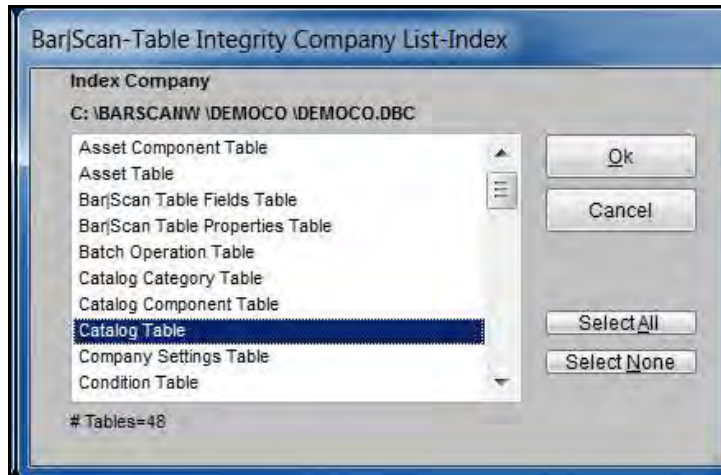 Bar|Scan-Table Integrity Company List-Index
Index Company
C: \BARSCANW \DEMOCO \DEMOCO.DBC
Asset Component Table
Asset Table
Bar|Scan Table Fields Table
Bar|Scan Table Properties Table
Batch Operation Table
Catalog Category Table
Catalog Component Table
Catalog Table
Company Settings Table
Condition Table
# Tables=48
Ok
Cancel
Select All
Select None